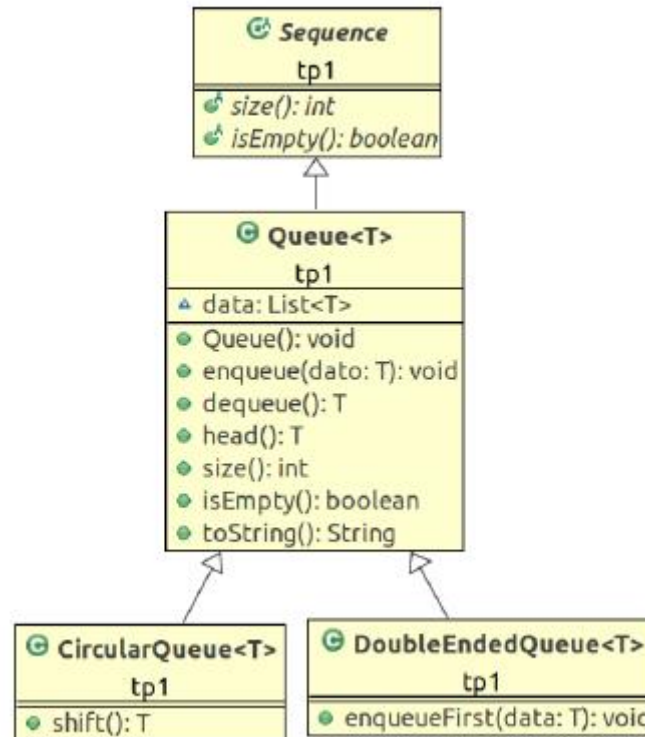 Sequence
tp1
size(): int
isEmpty(): boolean
Queue<T>
tp1
data: List<T>
Queue(): void
enqueue(dato: T): void
dequeue(): T
head(): T
size(): int
isEmpty(): boolean
toString(): String
CircularQueue<T>
tp1
shift(): T
DoubleEndedQueue<T>
tp1
enqueueFirst(data: T): void